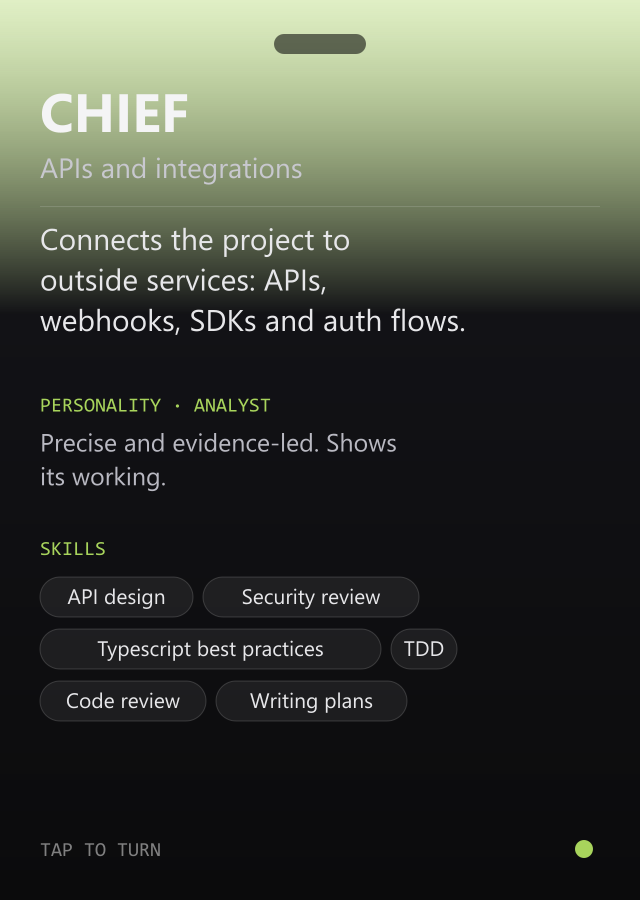 CHIEF
APIs and integrations
Connects the project to
outside services: APIs,
webhooks, SDKs and auth flows.
PERSONALITY · ANALYST
Precise and evidence-led. Shows
its working.
SKILLS
API design Security review
Typescript best practices TDD
Code review Writing plans
TAP TO TURN